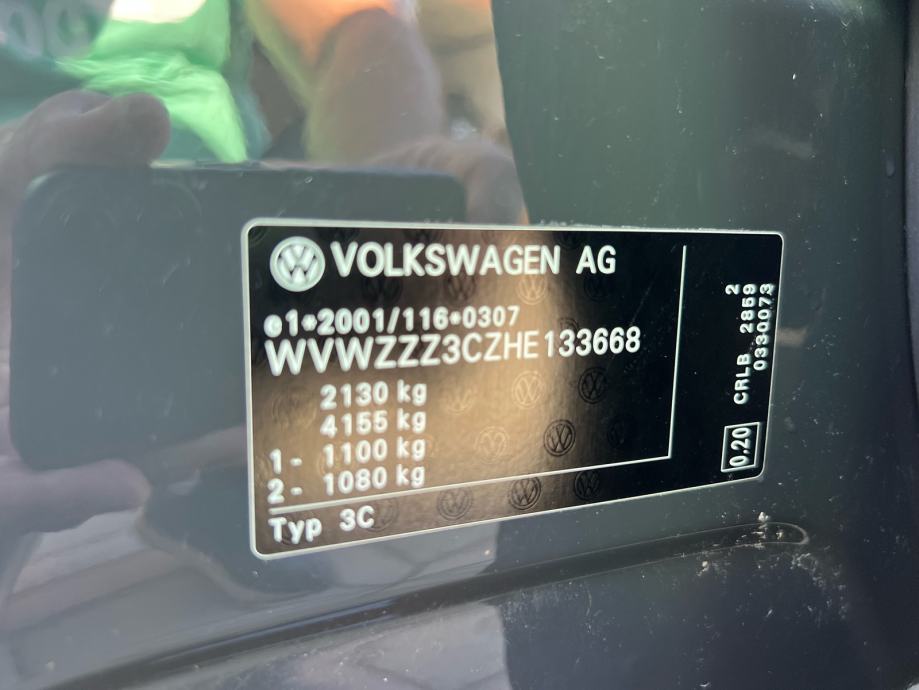 VOLKSWAGEN AG
e1*2001/116*0307
WVWZZZ3CZHE133668
2130 kg
4155 kg
1- 1100 kg
2- 1080 kg
Typ 3C
2
CRLB 2859
0330073
0.20